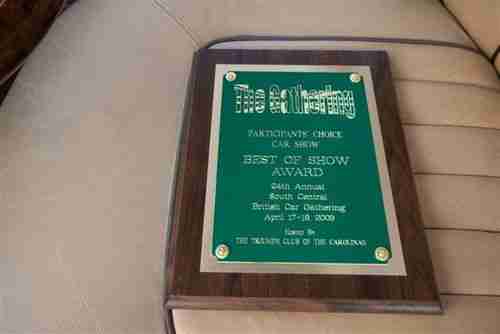 The Gathering
PARTICIPANTS' CHOICE
CAR SHOW
BEST OF SHOW
AWARD
24th Annual
South Central
British Car Gathering
April 17-19, 2009
Hosted By
THE TRIUMPH CLUB OF THE CAROLINAS